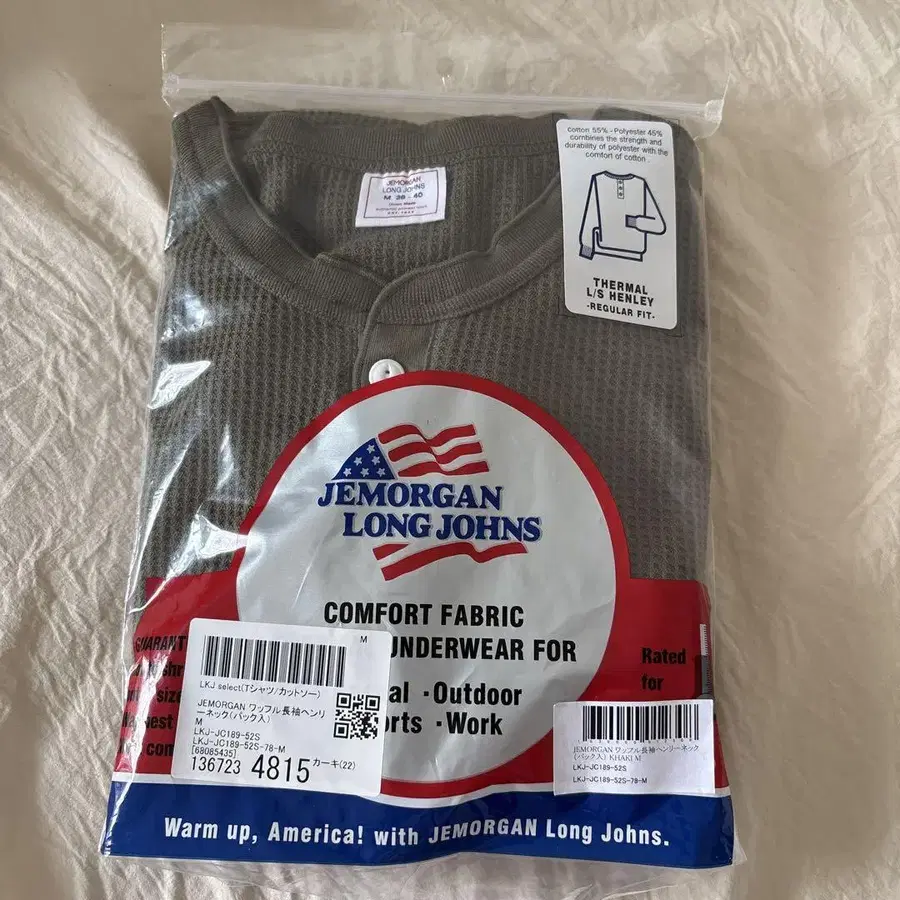 Cotton 55% - Polyester 45%
combines the strength and
durability of polyester with the
comfort of cotton.
THERMAL
L/S HENLEY
-REGULAR FIT-
JEMORGAN
LONG JOHNS
M 38 - 40
JEMORGAN
LONG JOHNS
COMFORT FABRIC
UNDERWEAR FOR
·Outdoor
·Work
Rated
for
GUARANT
M
LKJ select(Tシャツ/カットソー)
JEMORGAN ワッフル長袖ヘンリ
ーネック(パック入)
M
LKJ-JC189-52S
LKJ-JC189-52S-78-M
[68085435]
136723 4815 カーキ(22)
JEMORGAN ワッフル長袖ヘンリーネック
(パック入) KHAKI M
LKJ-JC189-52S
LKJ-JC189-52S-78-M
Warm up, America! with JEMORGAN Long Johns.